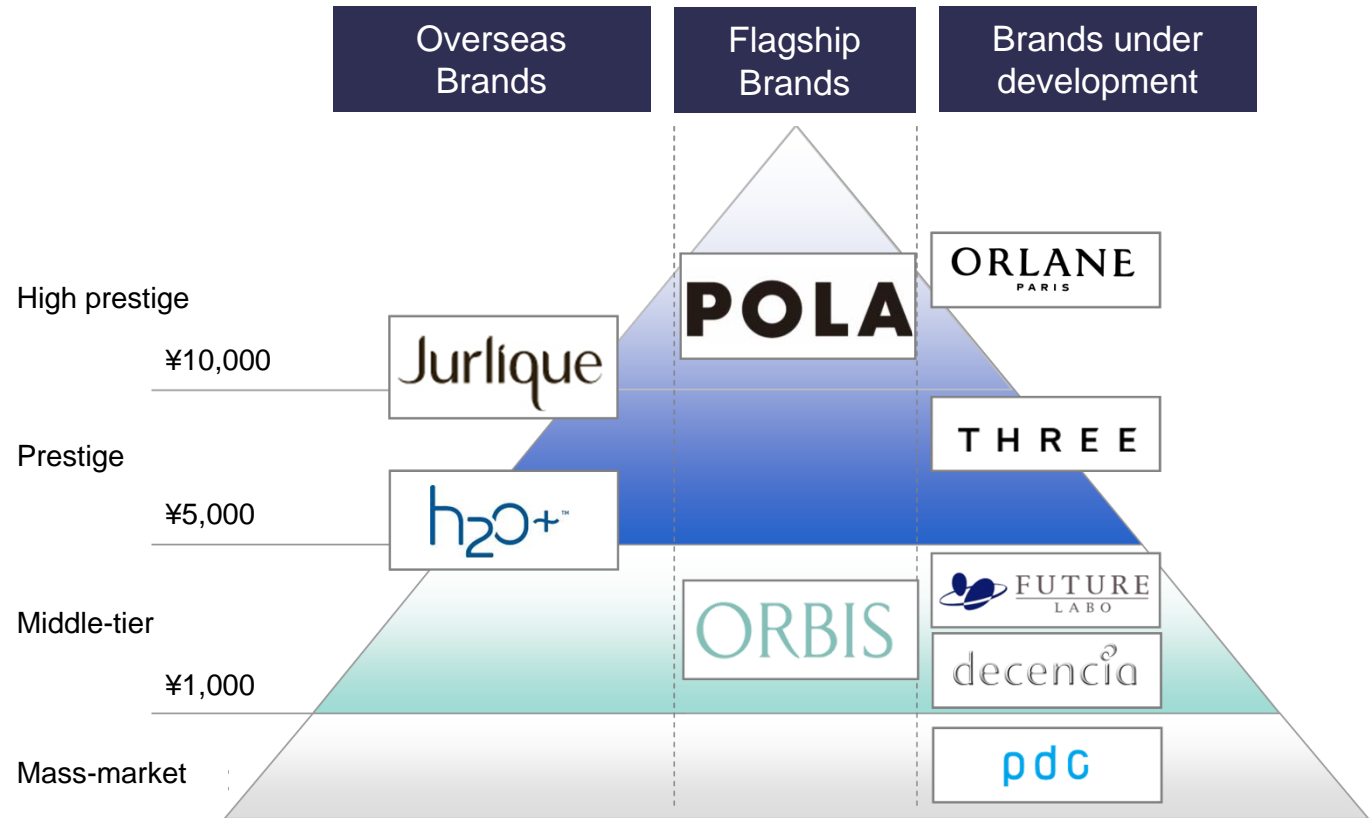 Overseas
Brands
Flagship
Brands
Brands under
development
ORLANE
PARIS
High prestige
POLA
¥10,000
Jurlique
THREE
Prestige
¥5,000
h2o+™
FUTURE
LABO
Middle-tier
ORBIS
decencia
¥1,000
Mass-market :
pdc